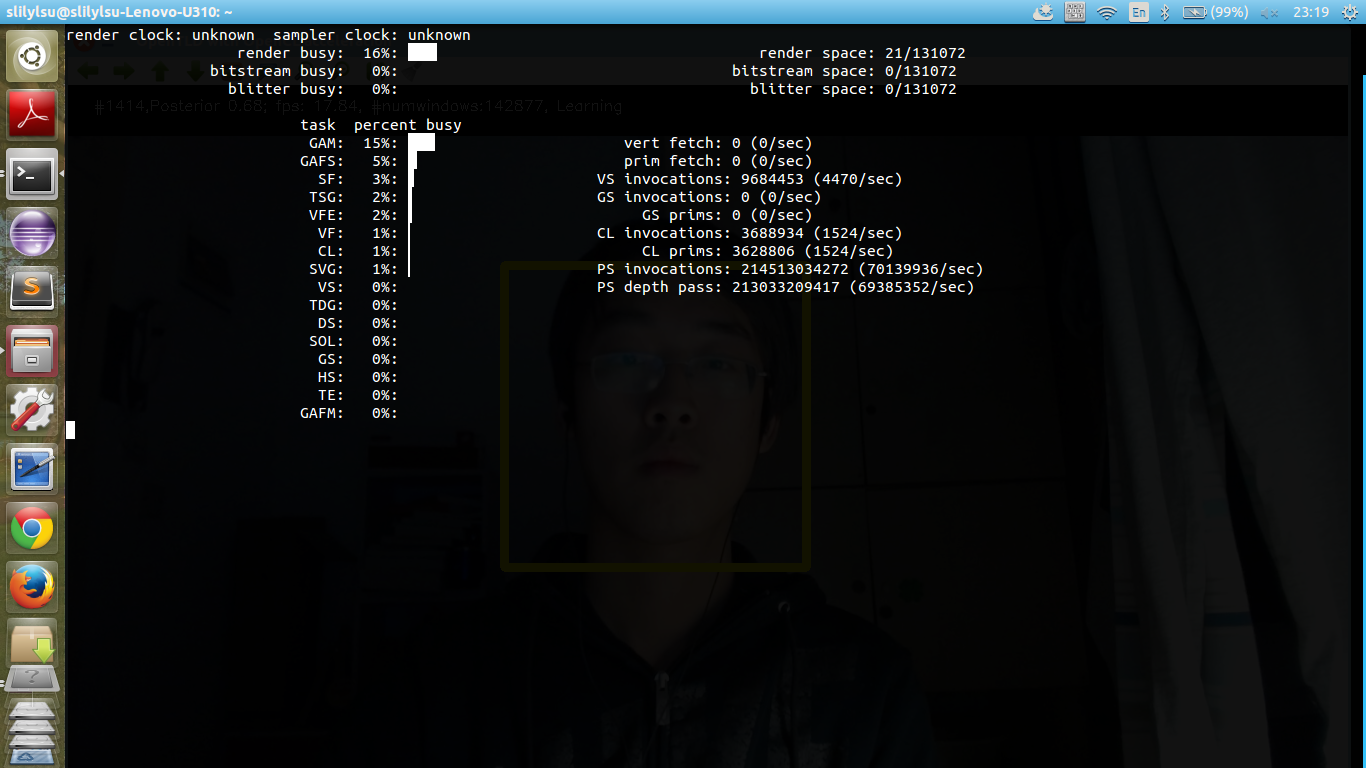 slilylsu@slilylsu-Lenovo-U310: ~
En
(99%)
23:19
render clock: unknown  sampler clock: unknown
render busy:  16%:  render space: 21/131072
bitstream busy:   0%:  bitstream space: 0/131072
blitter busy:   0%:  blitter space: 0/131072
#1414,Posterior 0.68; fps: 17.84, #numwindows:142877, Learning
task  percent busy
GAM:  15%:  vert fetch: 0 (0/sec)
GAFS:   5%:  prim fetch: 0 (0/sec)
SF:   3%:  VS invocations: 9684453 (4470/sec)
TSG:   2%:  GS invocations: 0 (0/sec)
VFE:   2%:  GS prims: 0 (0/sec)
VF:   1%:  CL invocations: 3688934 (1524/sec)
CL:   1%:  CL prims: 3628806 (1524/sec)
SVG:   1%:  PS invocations: 214513034272 (70139936/sec)
VS:   0%:  PS depth pass: 213033209417 (69385352/sec)
TDG:   0%:
DS:   0%:
SOL:   0%:
GS:   0%:
HS:   0%:
TE:   0%:
GAFM:   0%: